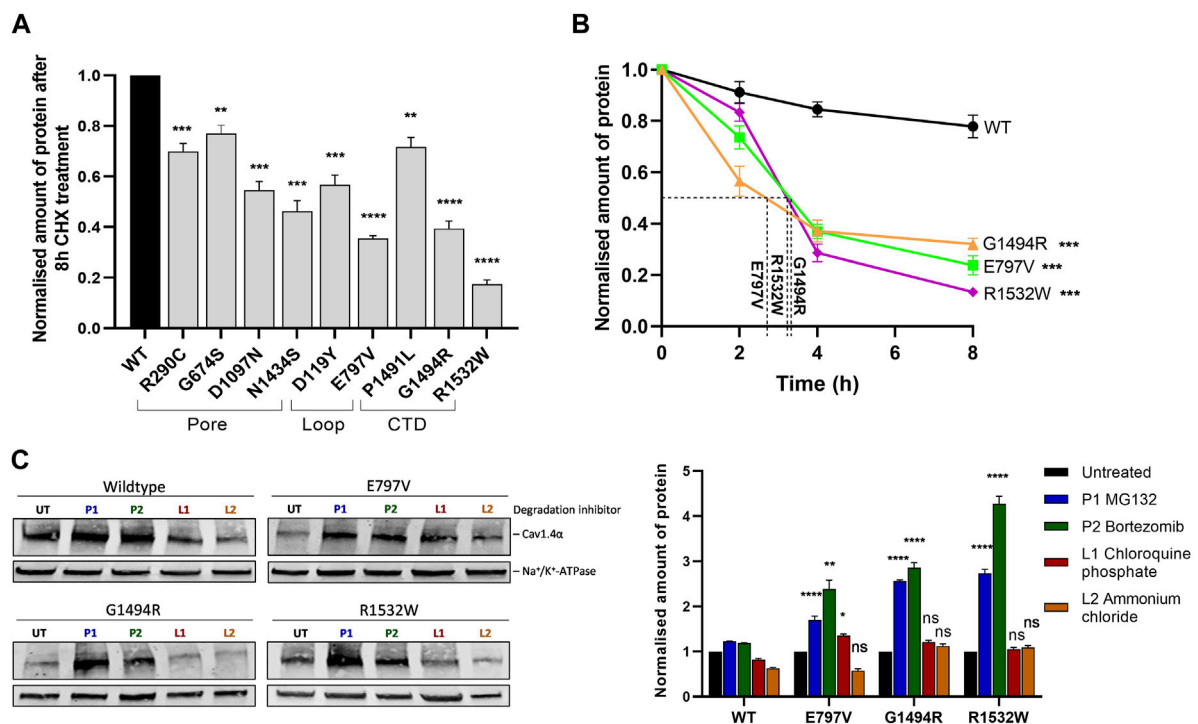 A
Normalised amount of protein after
8h CHX treatment
1.0
0.8
0.6
0.4
0.2
0.0
***
**
***
***
***
****
**
****
****
WT
R290C
G674S
D1097N
N1434S
D119Y
E797V
P1491L
G1494R
R1532W
Pore
Loop
CTD
B
Normalised amount of protein
1.0
0.8
0.6
0.4
0.2
0.0
WT
G1494R ***
E797V ***
R1532W ***
E797V
R1532W
G1494R
0
2
4
6
8
Time (h)
C
Wildtype
UT P1 P2 L1 L2
E797V
UT P1 P2 L1 L2
Degradation inhibitor
Cav1.4α
Na⁺/K⁺-ATPase
G1494R
UT P1 P2 L1 L2
R1532W
UT P1 P2 L1 L2
Normalised amount of protein
5
4
3
2
1
0
**** ** * ns
**** **** ns ns
**** **** ns ns
WT
E797V
G1494R
R1532W
Untreated
P1 MG132
P2 Bortezomib
L1 Chloroquine
phosphate
L2 Ammonium
chloride